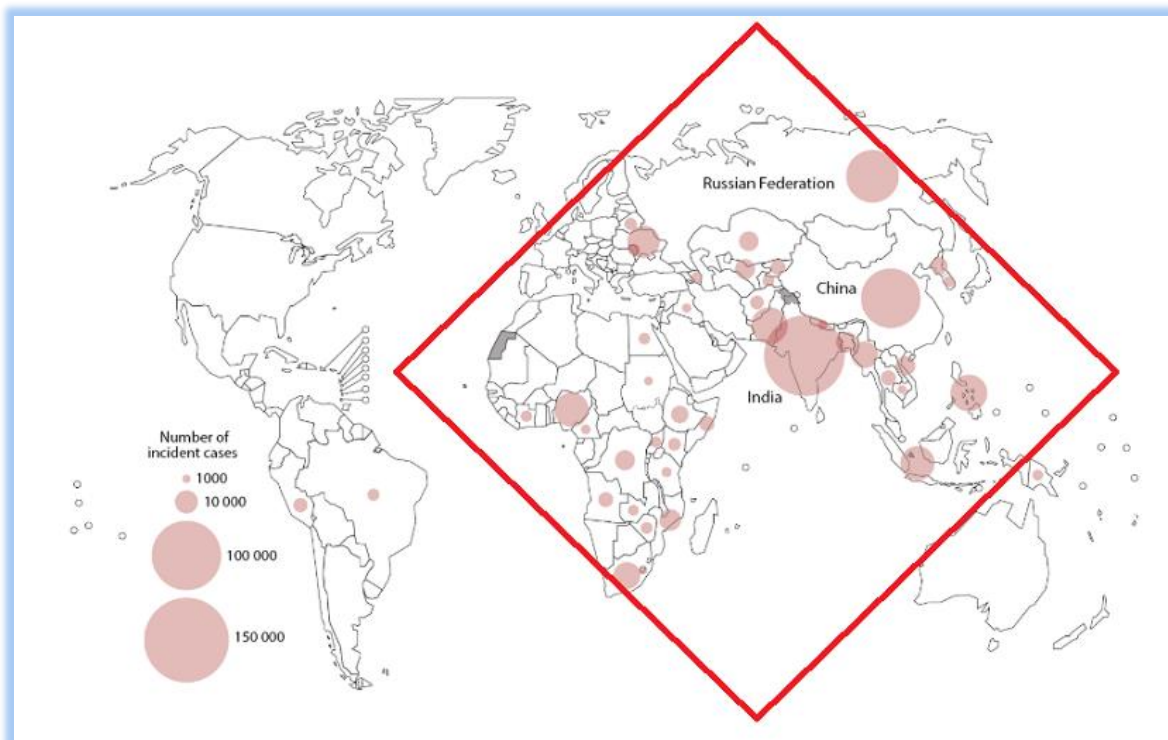 Russian Federation
China
India
Number of
incident cases
1000
10 000
100 000
150 000